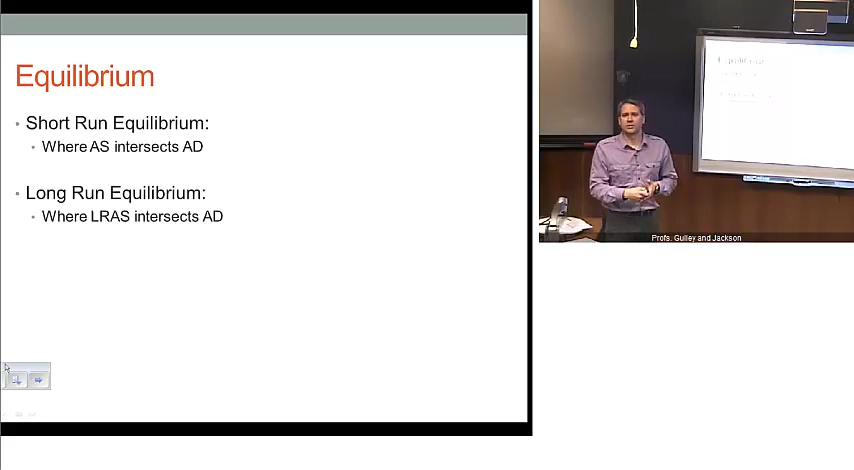 Equilibrium
• Short Run Equilibrium:
• Where AS intersects AD
• Long Run Equilibrium:
• Where LRAS intersects AD
Profs. Gulley and Jackson